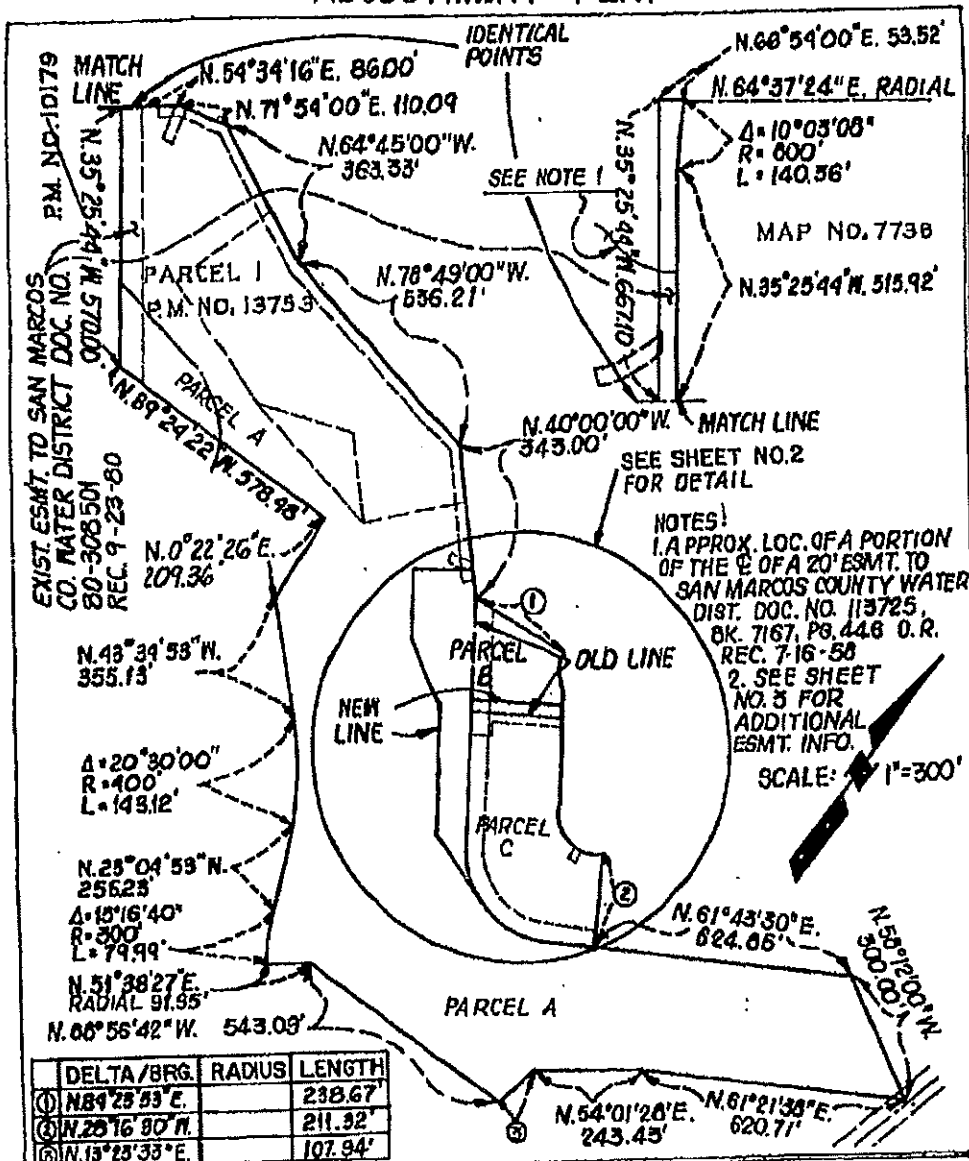 IDENTICAL
POINTS
N.66°54'00"E. 53.52'
P.M. NO. 10179
MATCH
LINE
N.54°34'16"E. 86.00'
N.71°54'00"E. 110.09
N.64°37'24"E. RADIAL
N.64°45'00"W.
363.33'
Δ=10°03'08"
R=800'
L=140.36'
SEE NOTE 1
MAP NO. 7738
N.35°25'44"W. 570.00
N.35°25'44"W. 667.10
PARCEL 1
P.M. NO. 13753
N.78°49'00"W.
536.21'
N.35°25'44"W. 515.92'
EXIST. ESM'T. TO SAN MARCOS
CO. WATER DISTRICT DOC. NO.
80-308501
REC. 9-23-80
PARCEL A
N.89°24'22"W. 578.48'
N.40°00'00"W.
343.00'
MATCH LINE
SEE SHEET NO.2
FOR DETAIL
NOTES!
1. APPROX. LOC. OF A PORTION
OF THE ℄ OF A 20' ESMT. TO
SAN MARCOS COUNTY WATER
DIST. DOC. NO. 113725,
BK. 7167, PG. 446 O.R.
REC. 7-16-58
2. SEE SHEET
NO. 3 FOR
ADDITIONAL
ESMT. INFO.
SCALE: 1"=300'
N.0°22'26"E.
209.36'
1
PARCEL
B
OLD LINE
N.43°34'53"W.
355.13'
NEW
LINE
Δ=20°30'00"
R=400'
L=143.12'
PARCEL
C
N.23°04'53"W.
256.23'
2
Δ=15°16'40"
R=300'
L=79.99'
N.61°43'30"E.
624.86'
N.58°12'00"W.
300.00'
N.51°38'27"E.
RADIAL 91.95'
PARCEL A
N.88°56'42"W. 543.09'
DELTA/BRG. RADIUS LENGTH
1 N.89°25'53"E. 238.67'
2 N.28°16'30"W. 211.32'
3 N.13°23'33"E. 107.94'
3
N.54°01'28"E.
243.45'
N.61°21'38"E.
620.71'